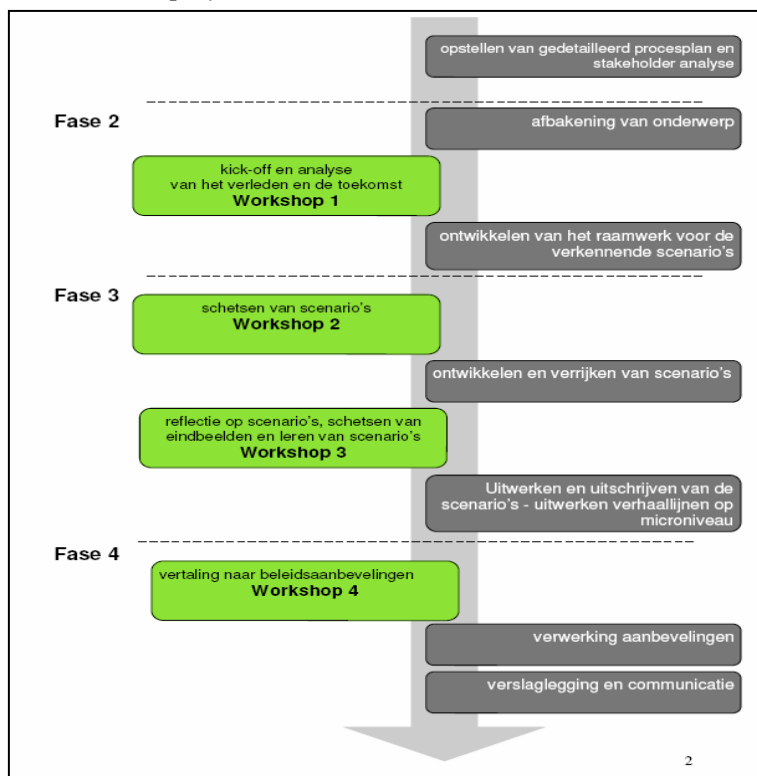 opstellen van gedetailleerd procesplan en
stakeholder analyse
Fase 2
afbakening van onderwerp
kick-off en analyse
van het verleden en de toekomst
Workshop 1
ontwikkelen van het raamwerk voor de
verkennende scenario's
Fase 3
schetsen van scenario's
Workshop 2
ontwikkelen en verrijken van scenario's
reflectie op scenario's, schetsen van
eindbeelden en leren van scenario's
Workshop 3
Uitwerken en uitschrijven van de
scenario's - uitwerken verhaallijnen op
microniveau
Fase 4
vertaling naar beleidsaanbevelingen
Workshop 4
verwerking aanbevelingen
verslaglegging en communicatie
2